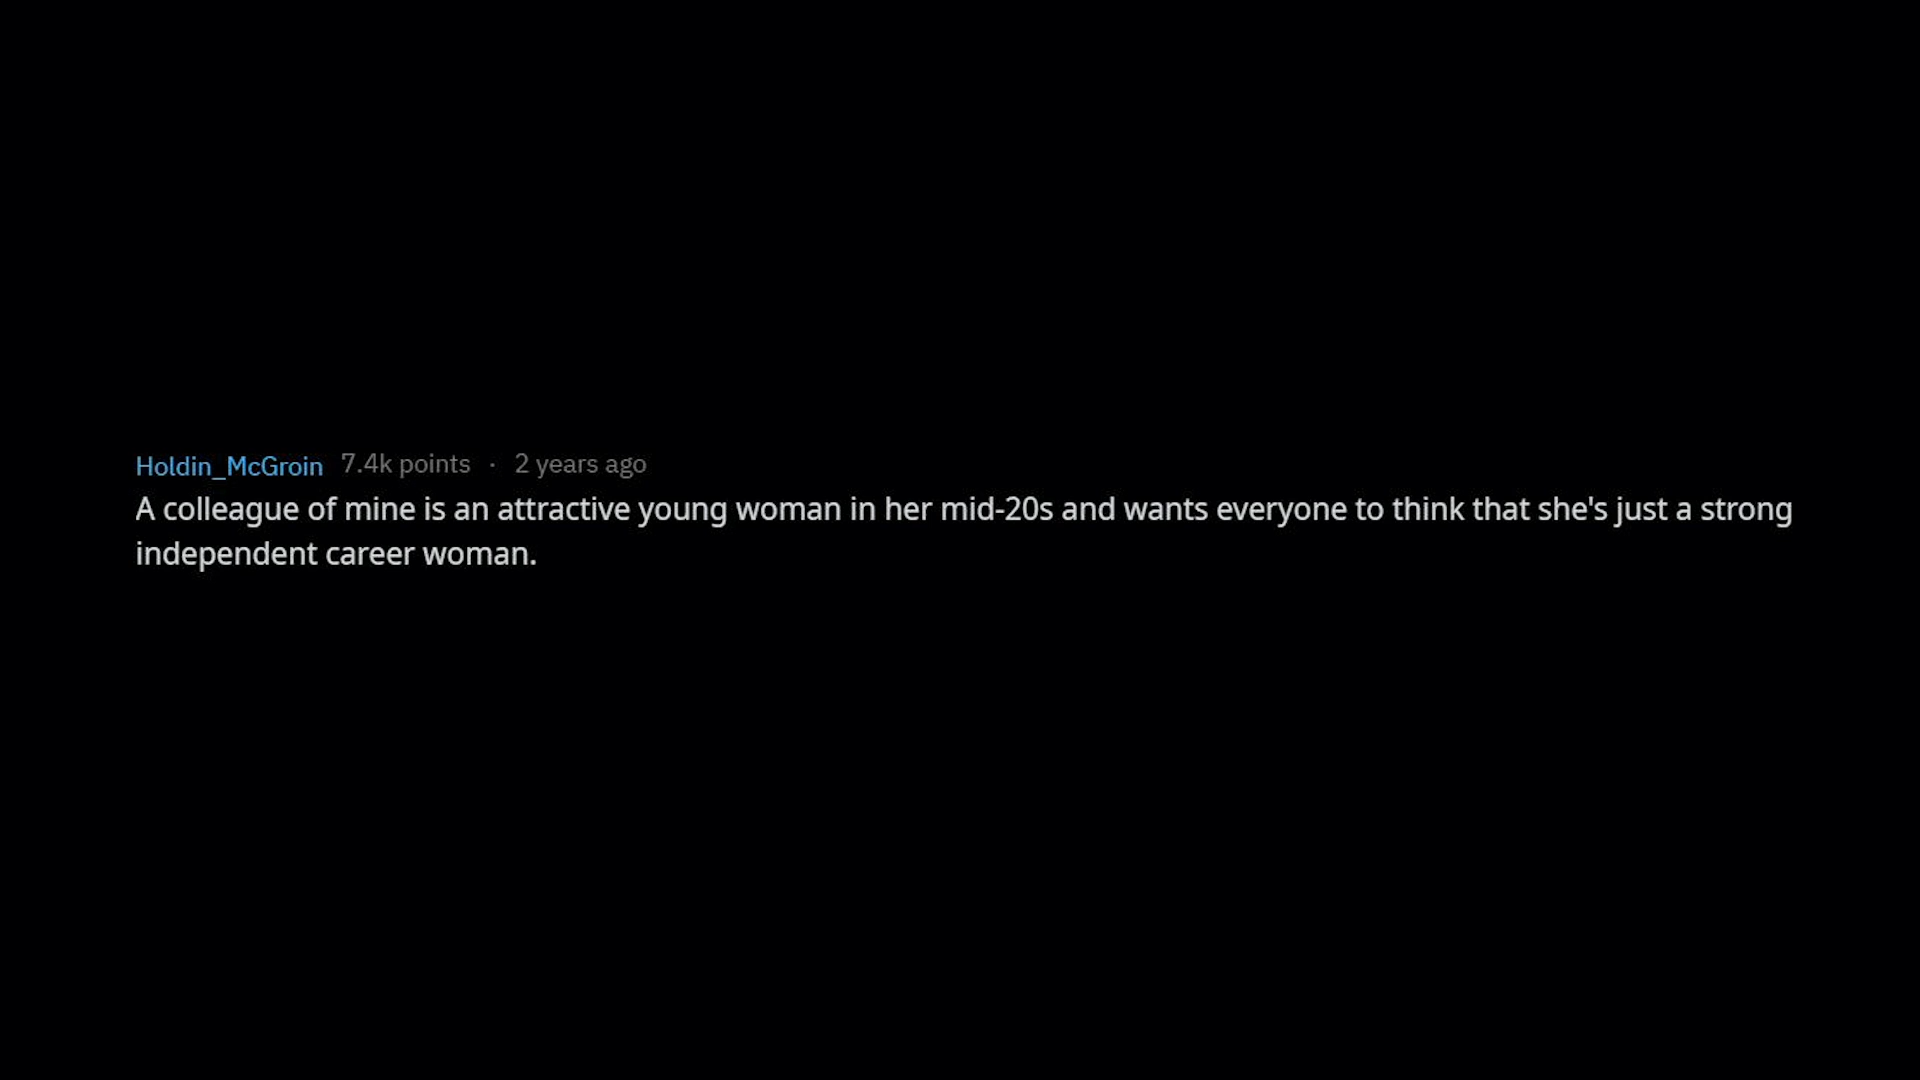 Holdin_McGroin 7.4k points · 2 years ago
A colleague of mine is an attractive young woman in her mid-20s and wants everyone to think that she's just a strong
independent career woman.